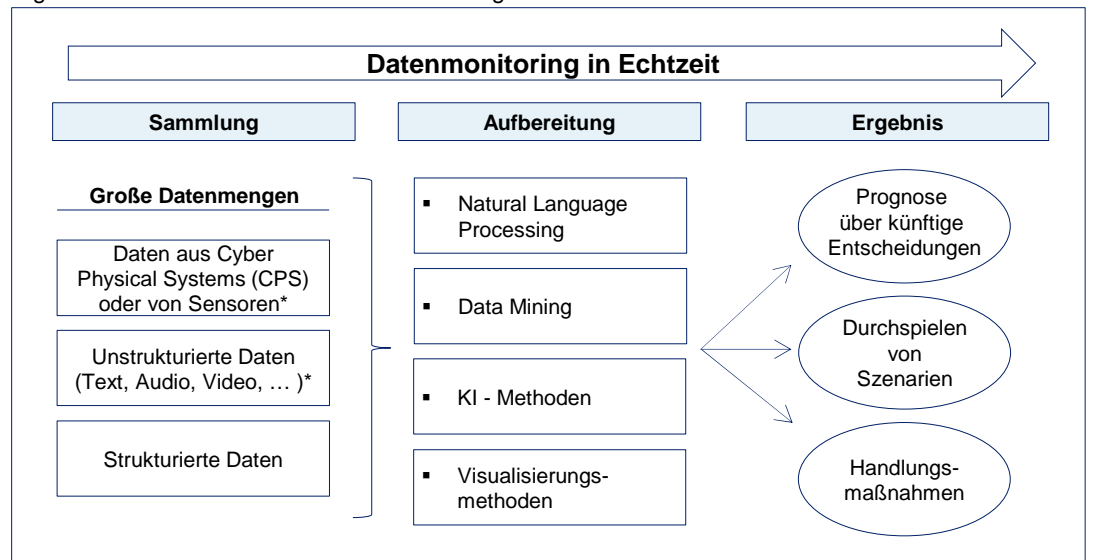 Datenmonitoring in Echtzeit
Sammlung
Aufbereitung
Ergebnis
Große Datenmengen
Daten aus Cyber
Physical Systems (CPS)
oder von Sensoren*
Unstrukturierte Daten
(Text, Audio, Video, … )*
Strukturierte Daten
▪ Natural Language
Processing
▪ Data Mining
▪ KI - Methoden
▪ Visualisierungs-
methoden
Prognose
über künftige
Entscheidungen
Durchspielen
von
Szenarien
Handlungs-
maßnahmen